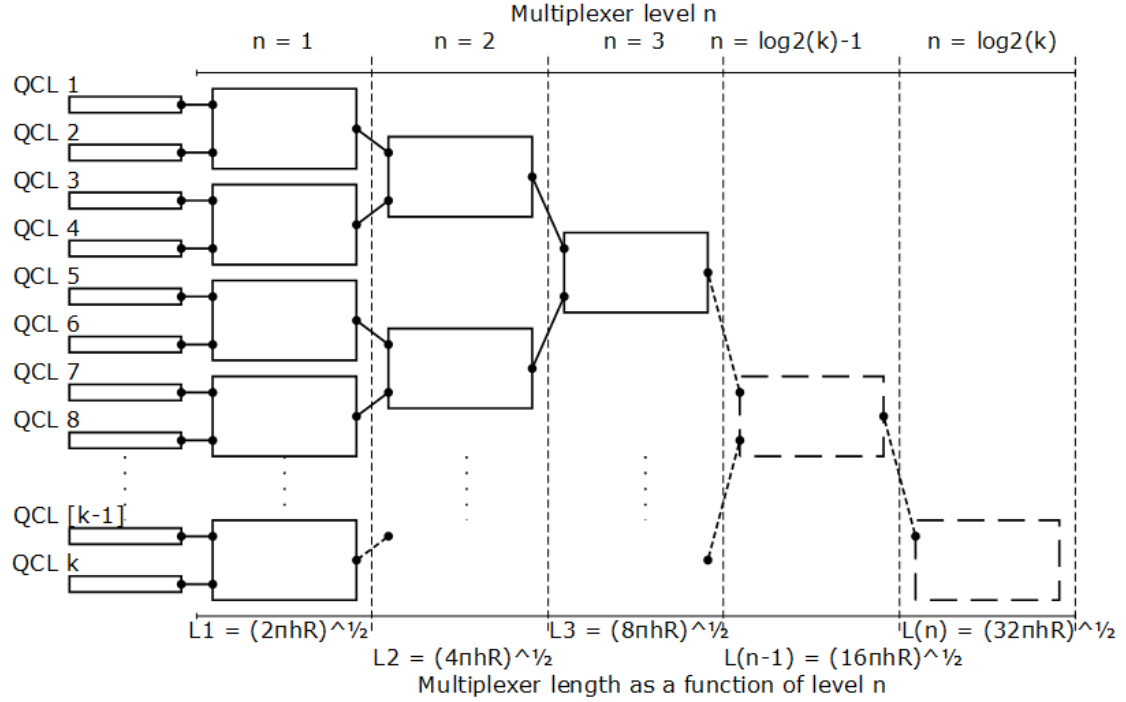 Multiplexer level n
n = 1 n = 2 n = 3 n = log2(k)-1 n = log2(k)
QCL 1
QCL 2
QCL 3
QCL 4
QCL 5
QCL 6
QCL 7
QCL 8
QCL [k-1]
QCL k
L1 = (2πhR)^½ L3 = (8πhR)^½ L(n) = (32πhR)^½
L2 = (4πhR)^½ L(n-1) = (16πhR)^½
Multiplexer length as a function of level n